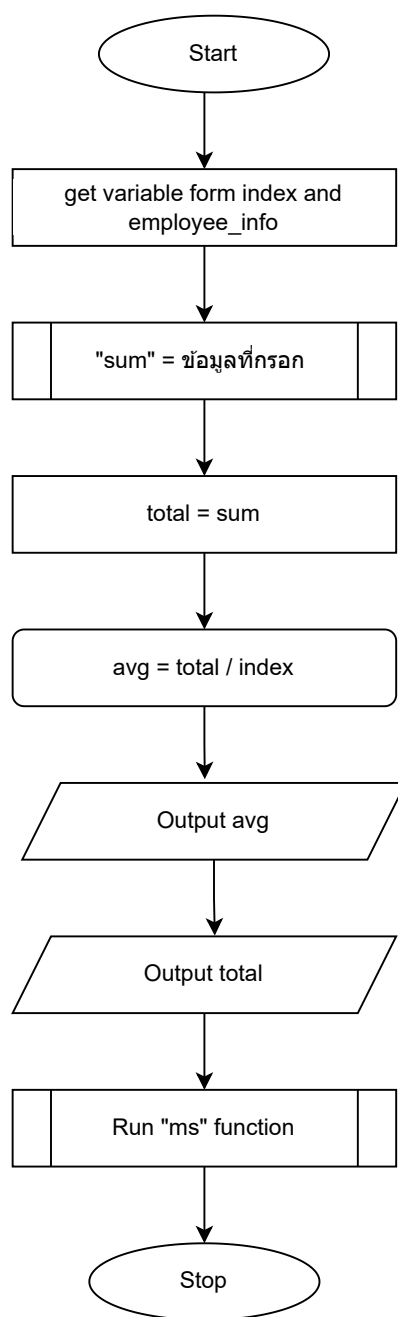 Start
get variable form index and
employee_info
"sum" = ข้อมูลที่กรอก
total = sum
avg = total / index
Output avg
Output total
Run "ms" function
Stop